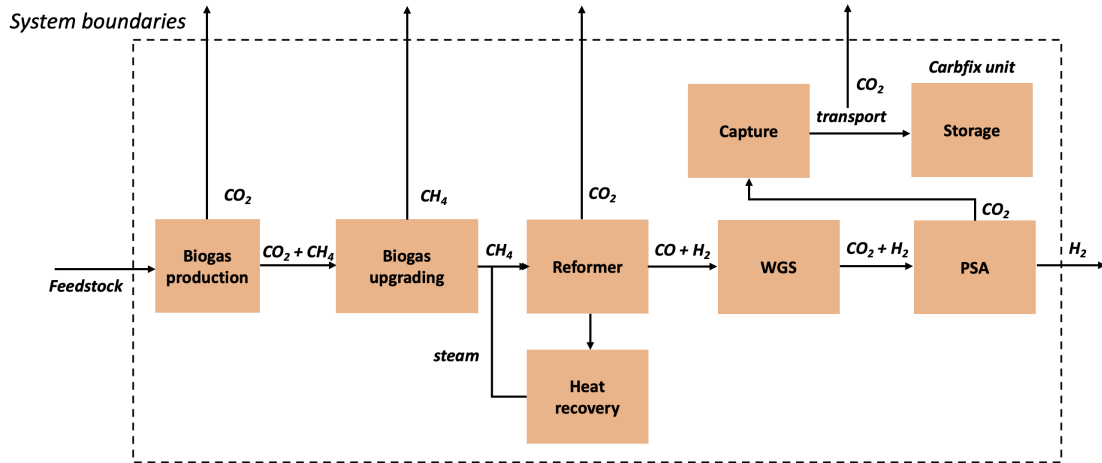 System boundaries
Carbfix unit
CO₂
transport
Capture
Storage
CO₂
CH₄
CO₂
CO₂
Biogas
production
CO₂ + CH₄
Biogas
upgrading
CH₄
Reformer
CO + H₂
WGS
CO₂ + H₂
PSA
H₂
Feedstock
steam
Heat
recovery